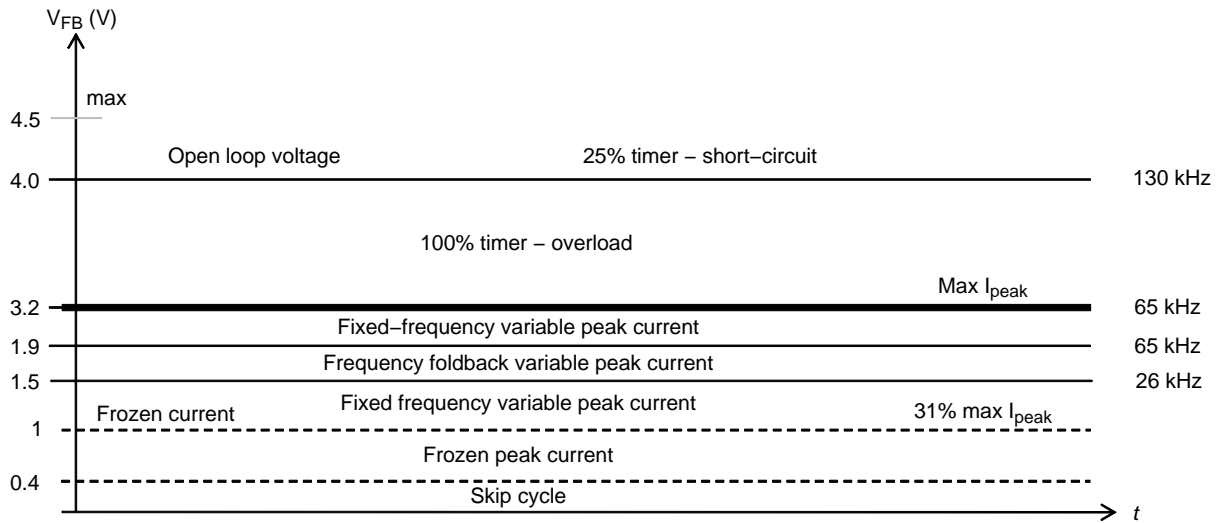 V_FB (V)
max
4.5
Open loop voltage
25% timer − short−circuit
4.0
130 kHz
100% timer − overload
Max I_peak
3.2
65 kHz
Fixed−frequency variable peak current
1.9
65 kHz
Frequency foldback variable peak current
1.5
26 kHz
Fixed frequency variable peak current
Frozen current
31% max I_peak
1
Frozen peak current
0.4
Skip cycle
t